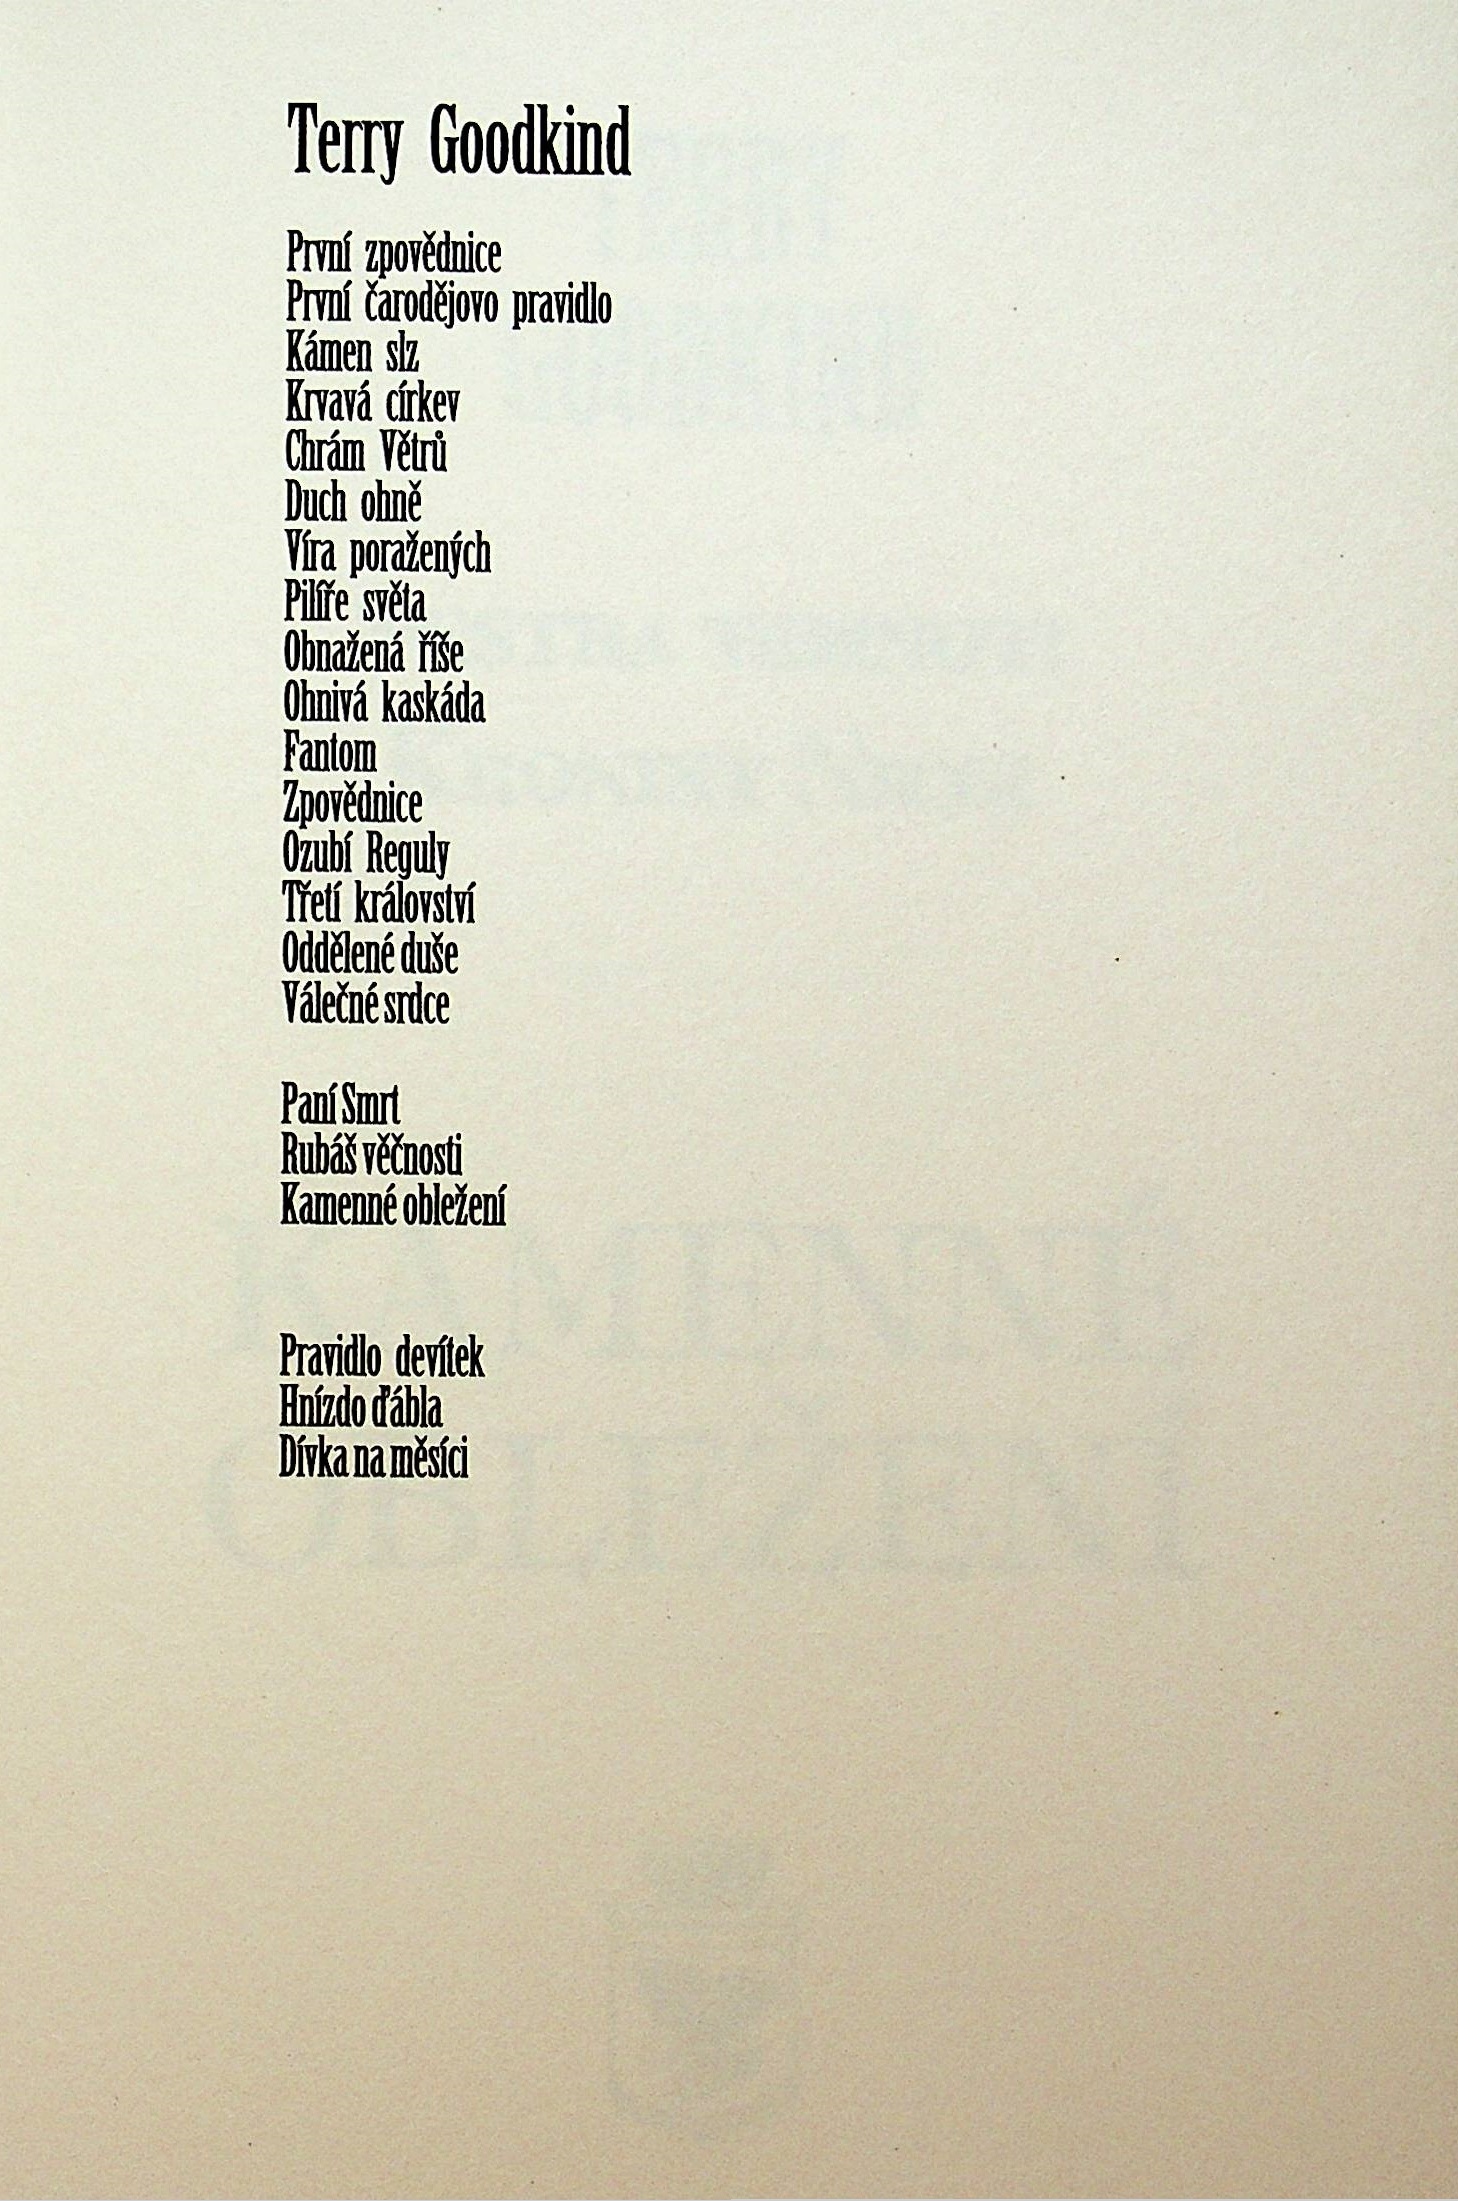 Terry Goodkind
První zpovědnice
První čarodějovo pravidlo
Kámen slz
Krvavá církev
Chrám Větrů
Duch ohně
Víra poražených
Pilíře světa
Obnažená říše
Ohnivá kaskáda
Fantom
Zpovědnice
Ozubí Reguly
Třetí království
Oddělené duše
Válečné srdce
Paní Smrt
Rubáš věčnosti
Kamenné obležení
Pravidlo devítek
Hnízdo ďábla
Dívka na měsíci